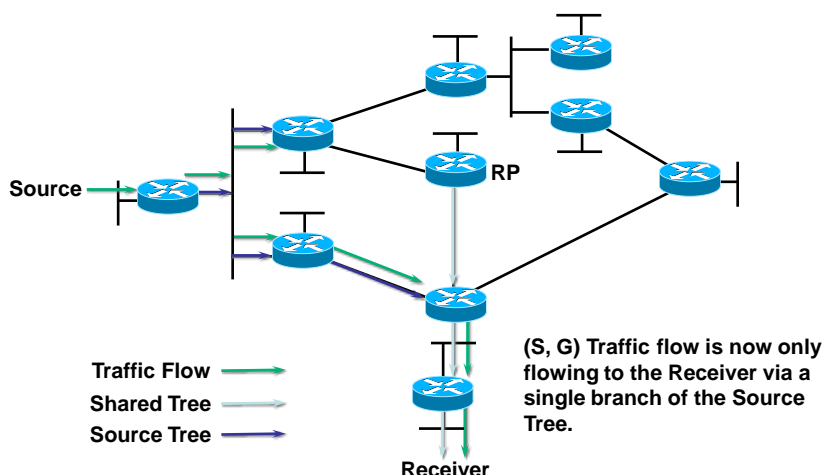 RP
Source
(S, G) Traffic flow is now only
flowing to the Receiver via a
single branch of the Source
Tree.
Traffic Flow
Shared Tree
Source Tree
Receiver